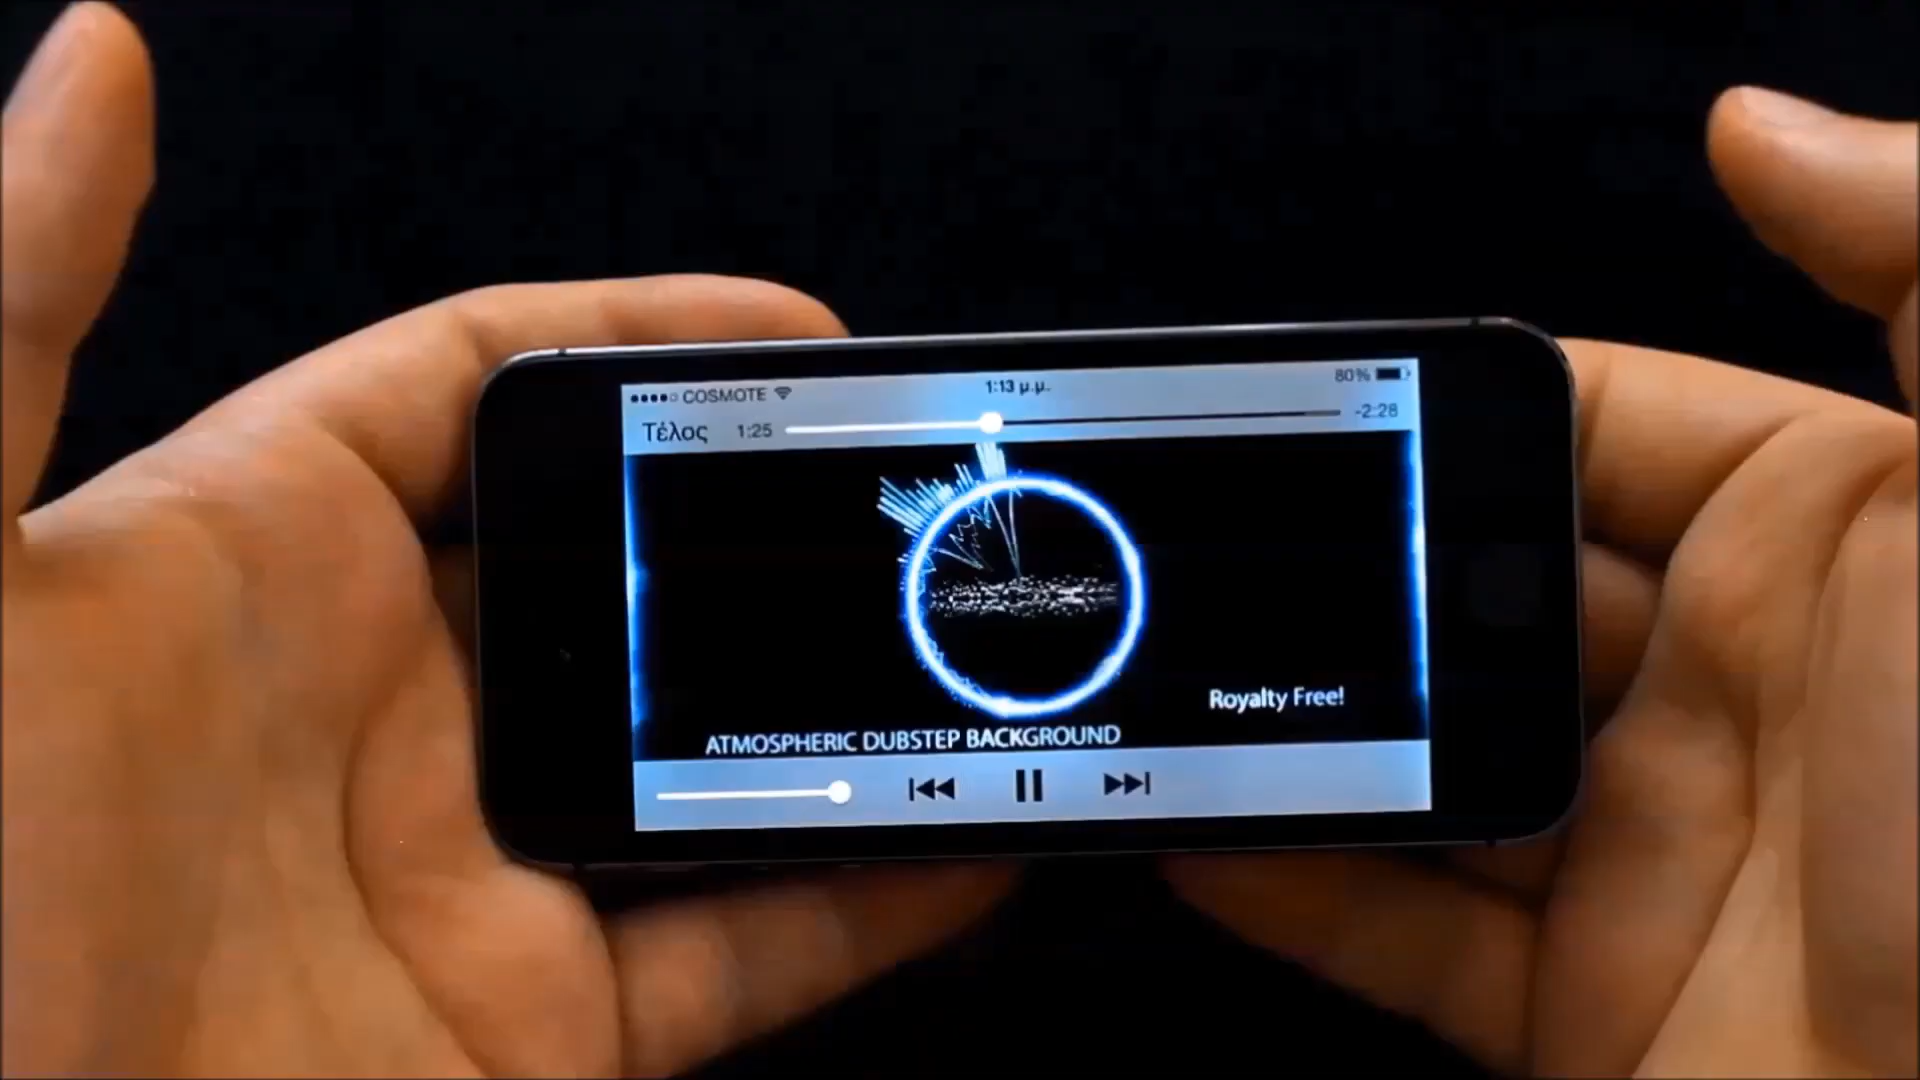 COSMOTE 1:13 μ.μ. 80%
Τέλος 1:25 -2:28
Royalty Free!
ATMOSPHERIC DUBSTEP BACKGROUND